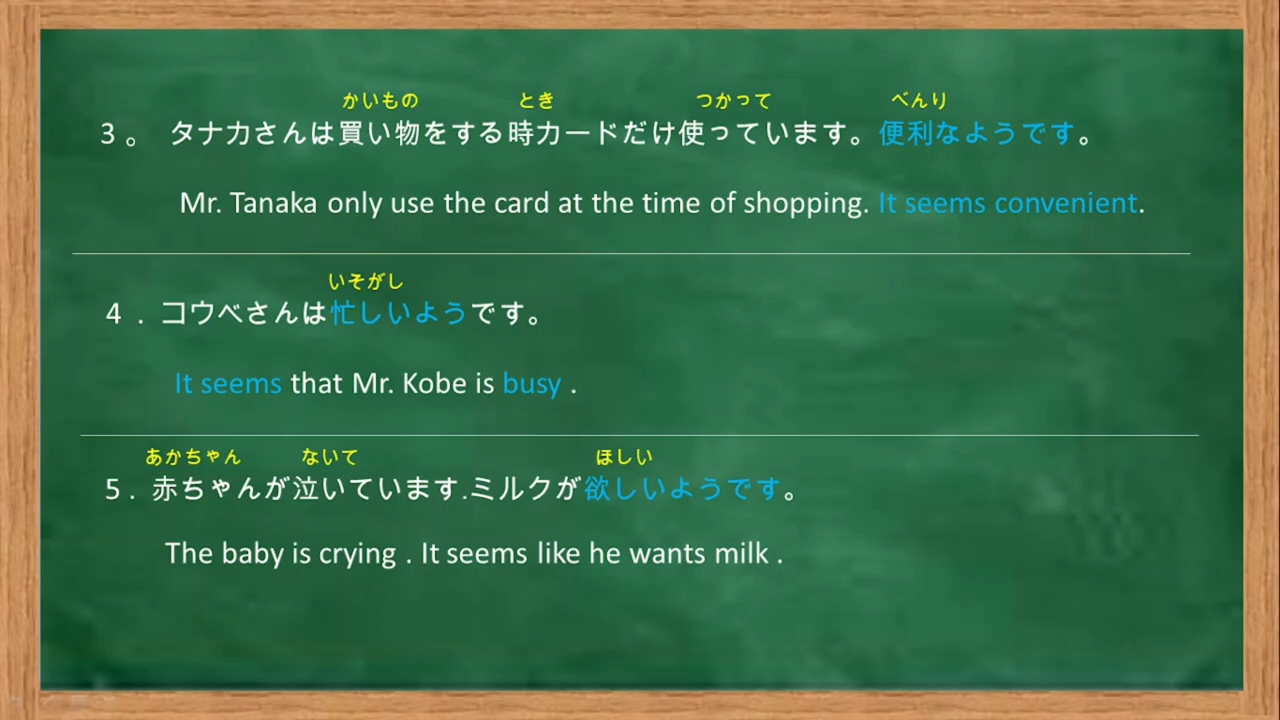 かいもの とき つかって べんり
3。 タナカさんは買い物をする時カードだけ使っています。便利なようです。
Mr. Tanaka only use the card at the time of shopping. It seems convenient.
いそがし
4 . コウベさんは忙しいようです。
It seems that Mr. Kobe is busy .
あかちゃん ないて ほしい
5 . 赤ちゃんが泣いています.ミルクが欲しいようです。
The baby is crying . It seems like he wants milk .